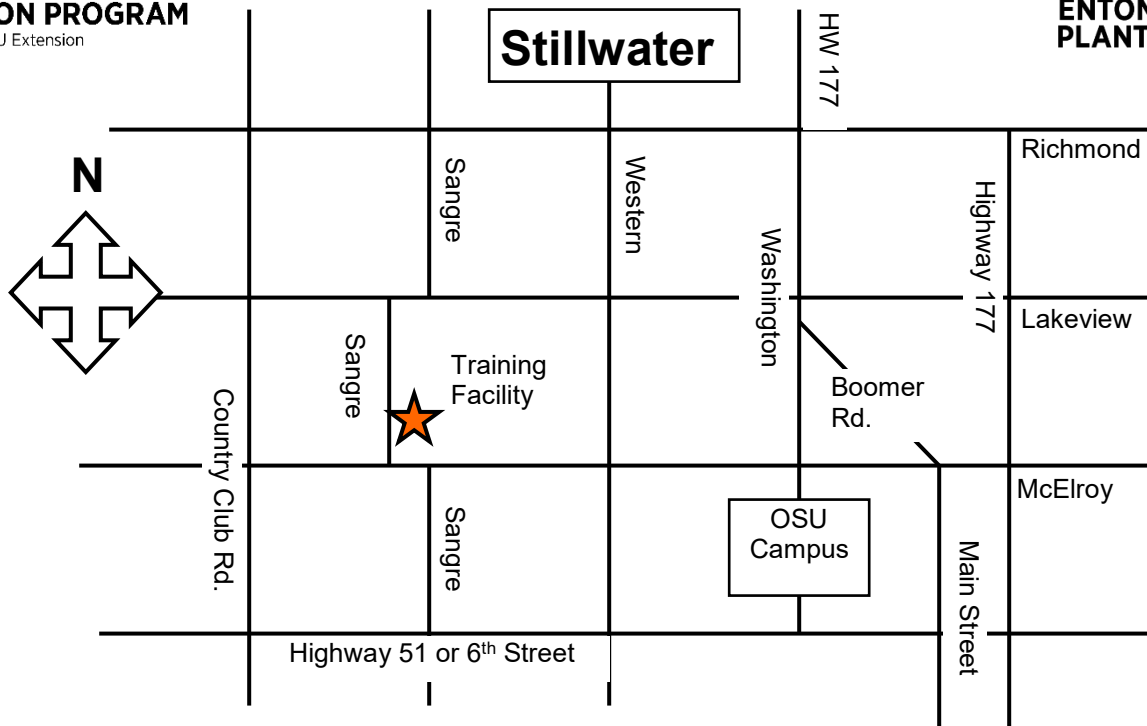 ON PROGRAM
J Extension
ENTON
PLANT
Stillwater
HW 177
Richmond
N
Sangre
Western
Highway 177
Washington
Lakeview
Sangre
Training
Facility
Boomer
Rd.
Country Club Rd.
McElroy
Sangre
OSU
Campus
Main Street
Highway 51 or 6th Street